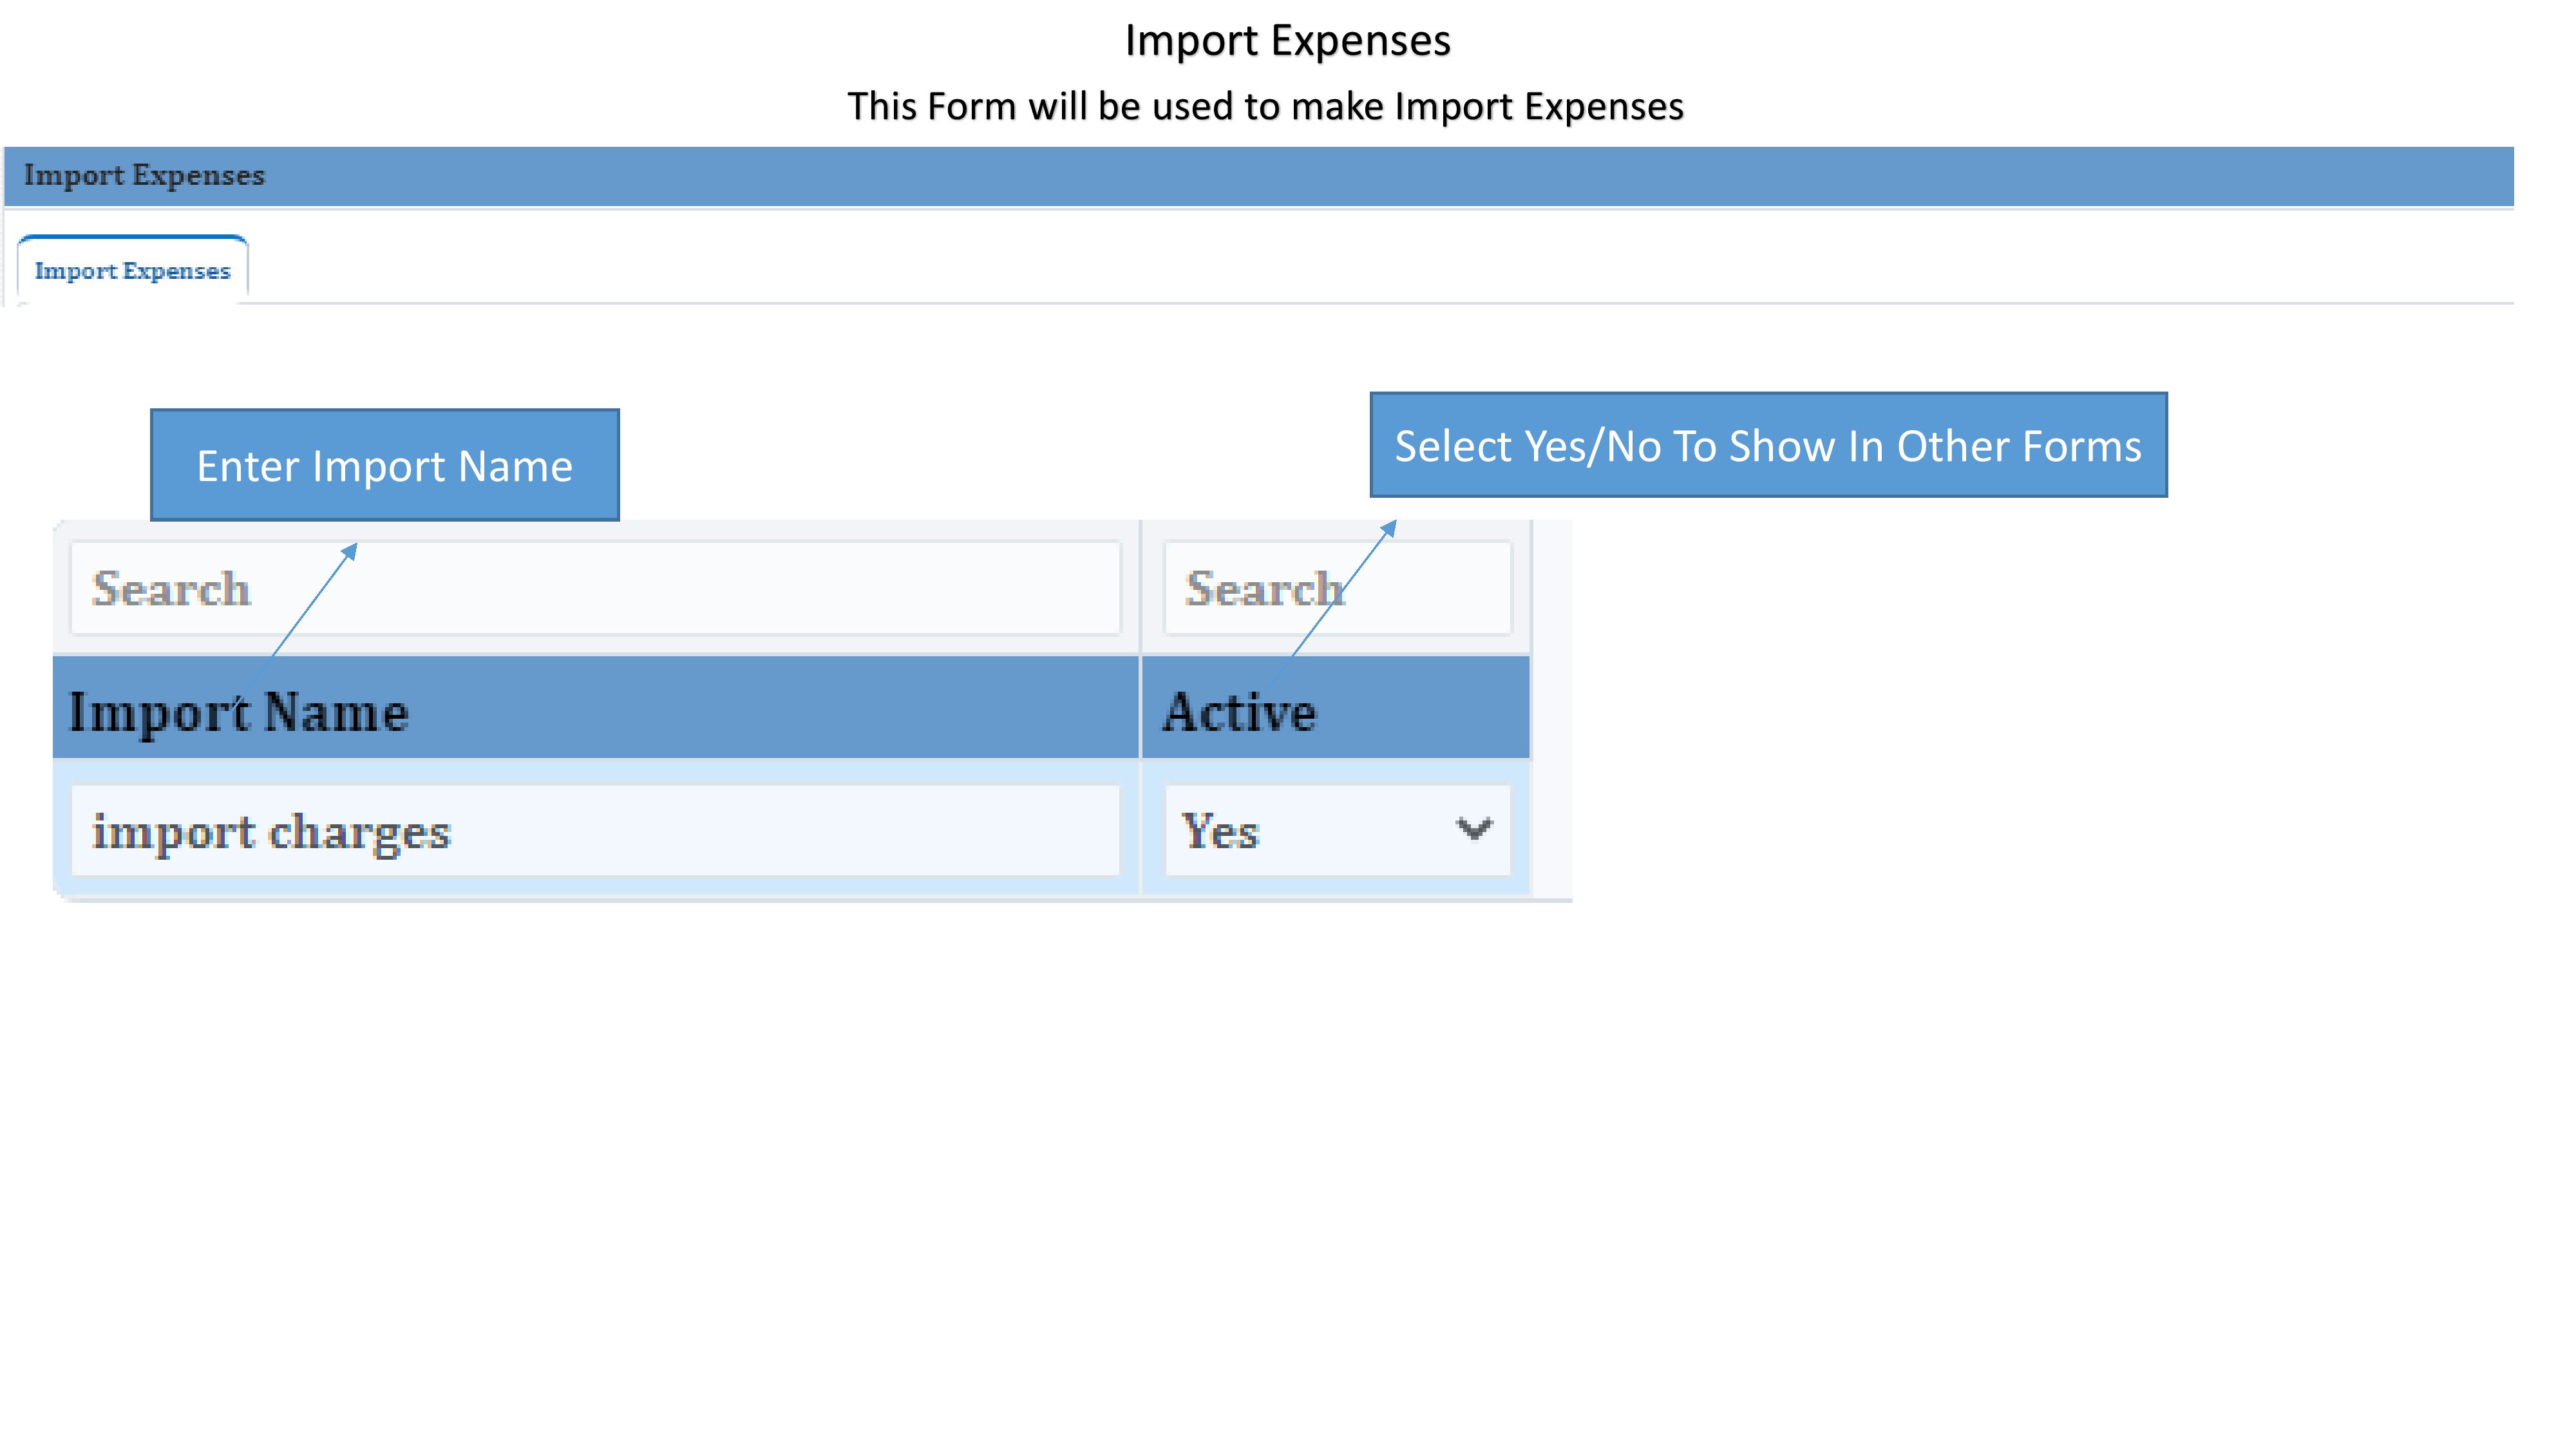 Import Expenses
This Form will be used to make Import Expenses
Import Expenses
Import Expenses
Enter Import Name
Select Yes/No To Show In Other Forms
Search
Search
Import Name
Active
import charges
Yes